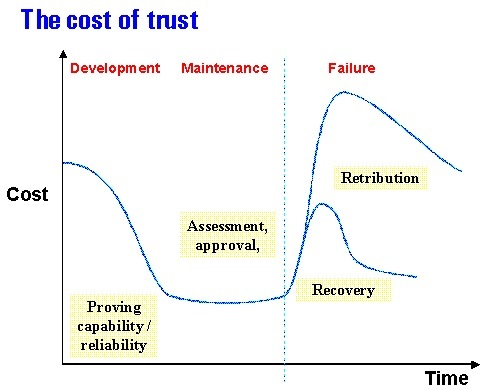 The cost of trust
Development Maintenance Failure
Cost
Retribution
Assessment,
approval,
Recovery
Proving
capability /
reliability
Time